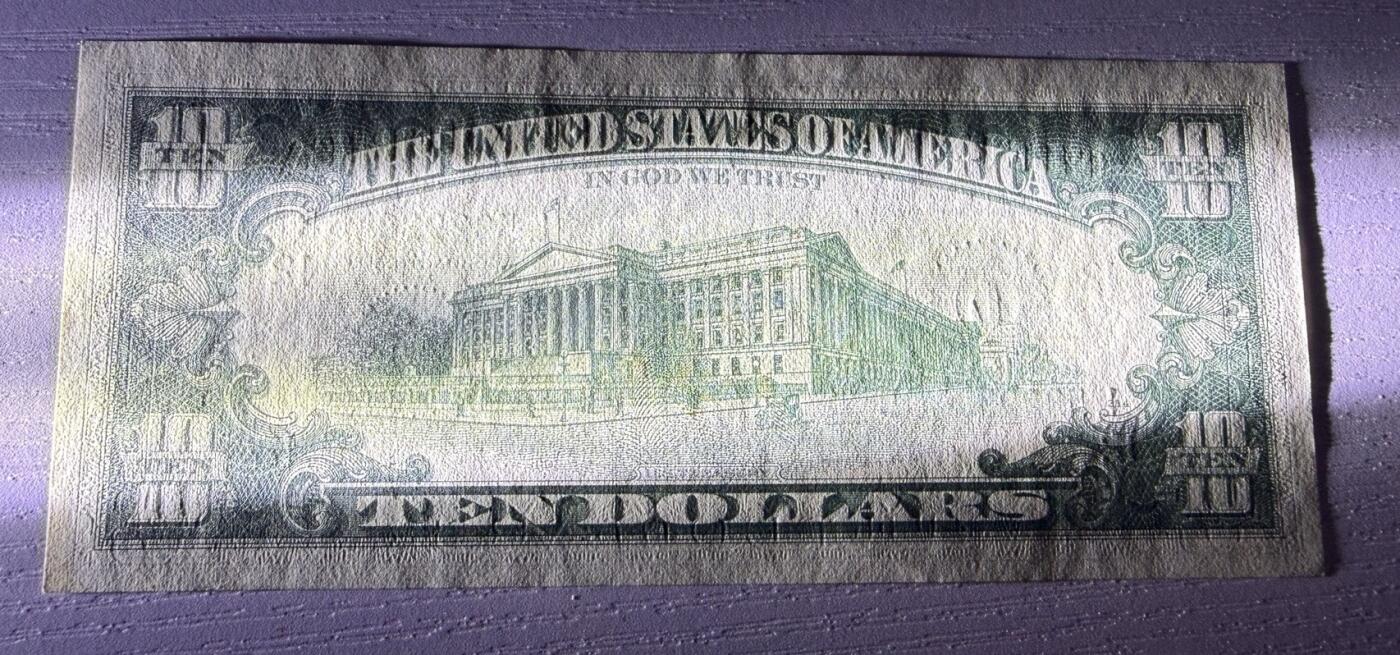 10 TEN 10
THE UNITED STATES OF AMERICA
10 TEN 10
IN GOD WE TRUST
10 TEN 10
TEN DOLLARS
10 TEN 10